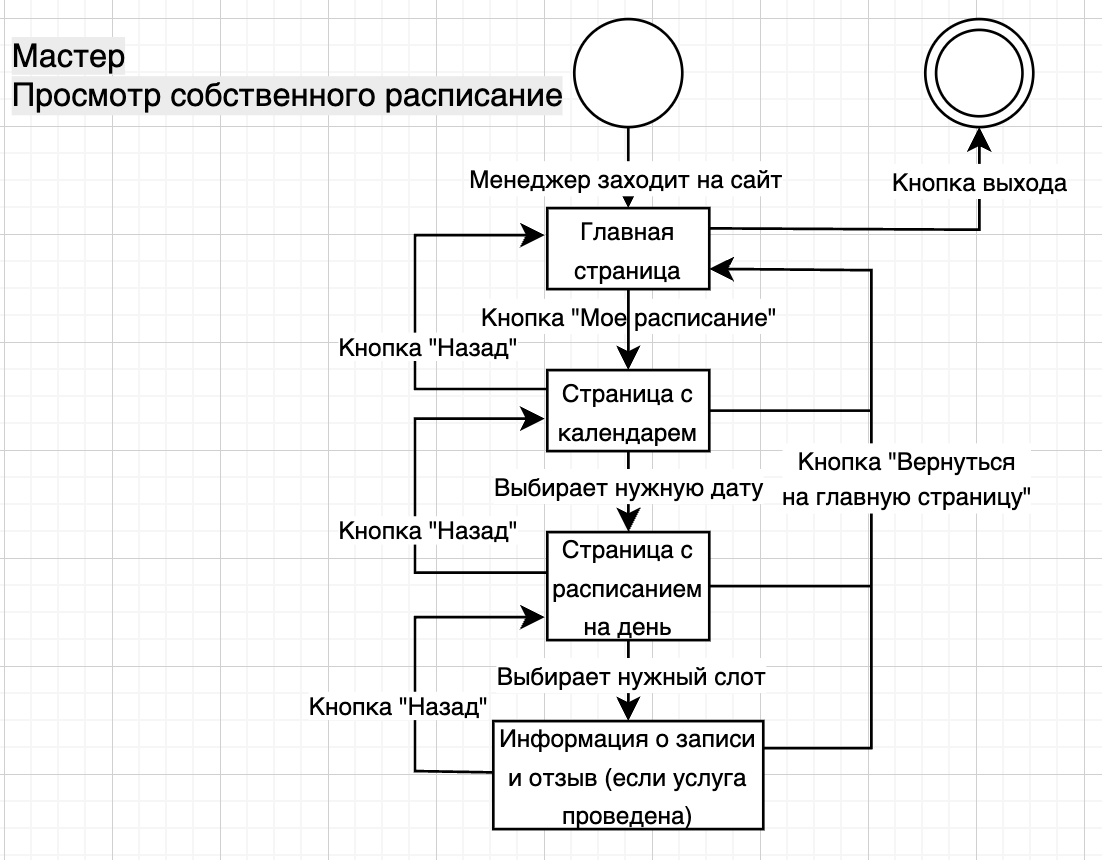 Мастер
Просмотр собственного расписание
Менеджер заходит на сайт
Кнопка выхода
Главная
страница
Кнопка "Мое расписание"
Кнопка "Назад"
Страница с
календарем
Кнопка "Вернуться
на главную страницу"
Выбирает нужную дату
Кнопка "Назад"
Страница с
расписанием
на день
Выбирает нужный слот
Кнопка "Назад"
Информация о записи
и отзыв (если услуга
проведена)